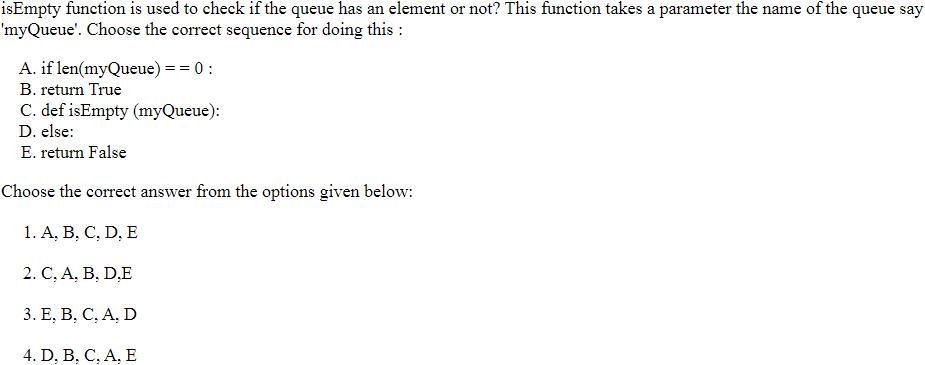 isEmpty function is used to check if the queue has an element or not? This function takes a parameter the name of the queue say
'myQueue'. Choose the correct sequence for doing this :
A. if len(myQueue) = = 0 :
B. return True
C. def isEmpty (myQueue):
D. else:
E. return False
Choose the correct answer from the options given below:
1. A, B, C, D, E
2. C, A, B, D,E
3. E, B, C, A, D
4. D, B, C, A, E